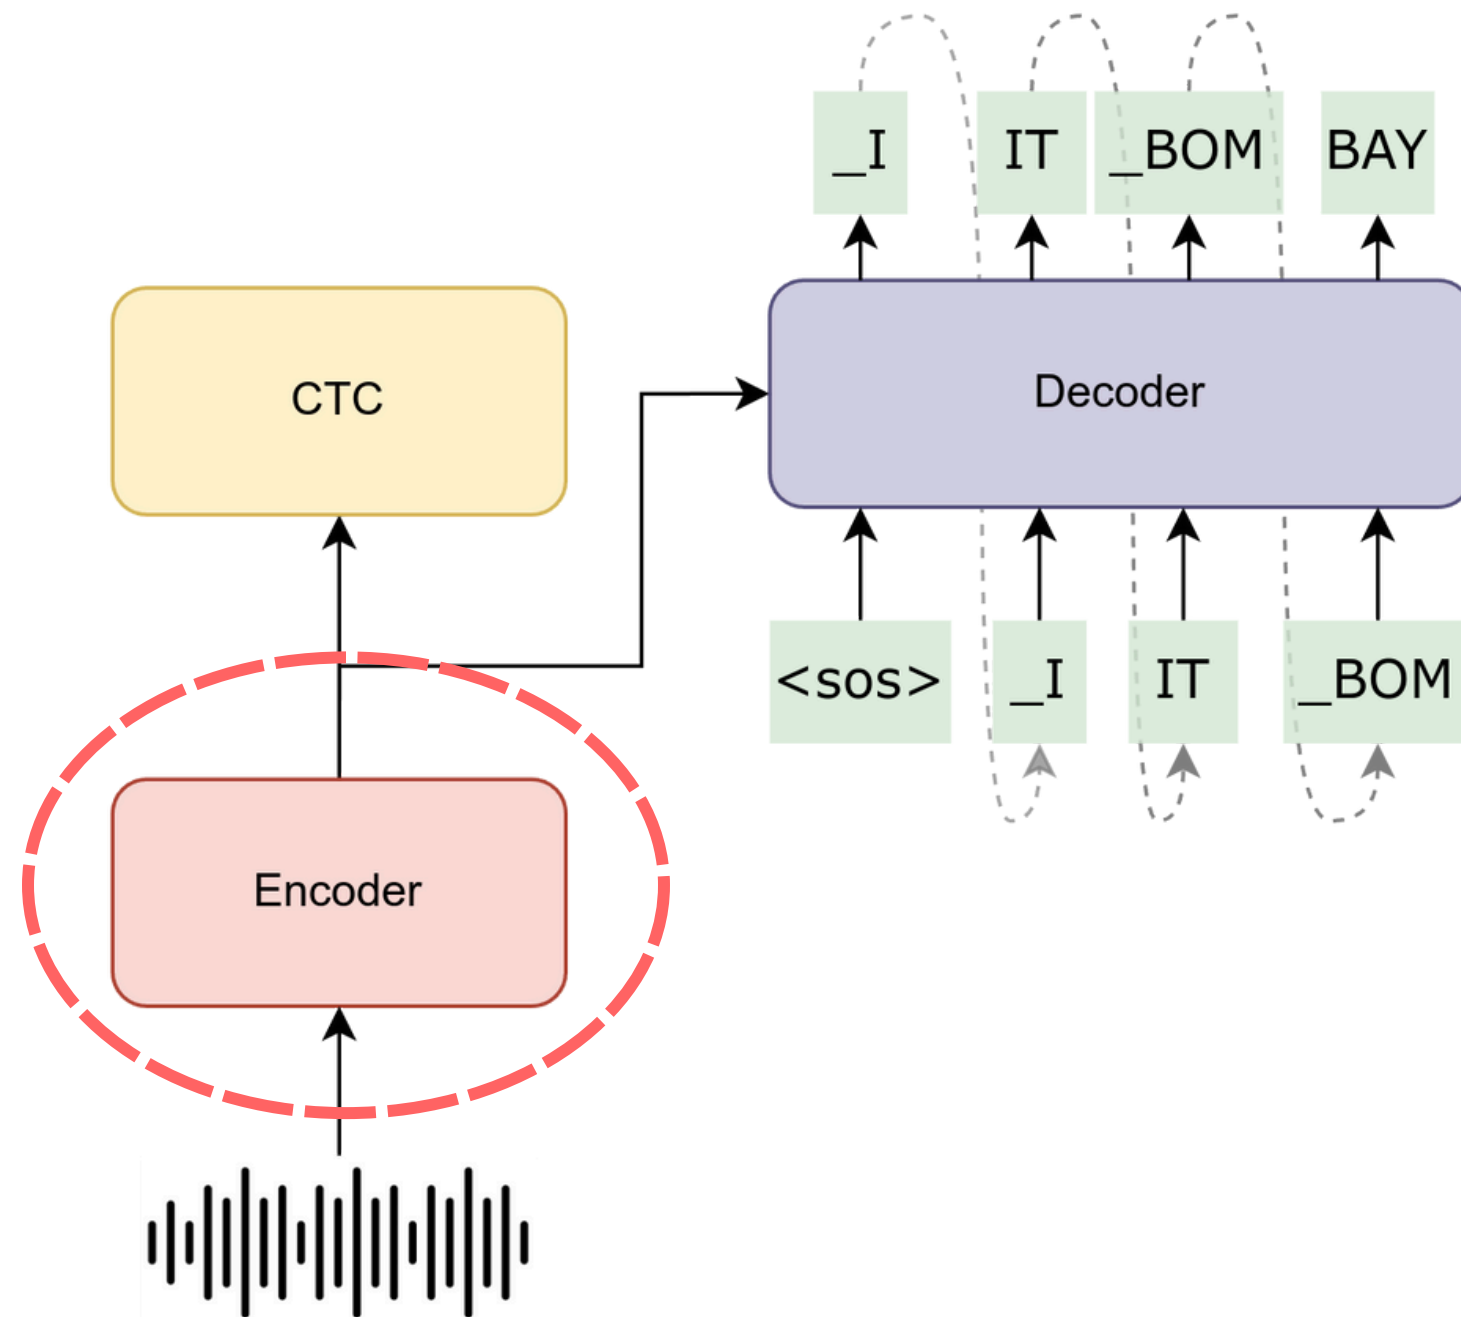 _I IT _BOM BAY
CTC
Decoder
<sos> _I IT _BOM
Encoder